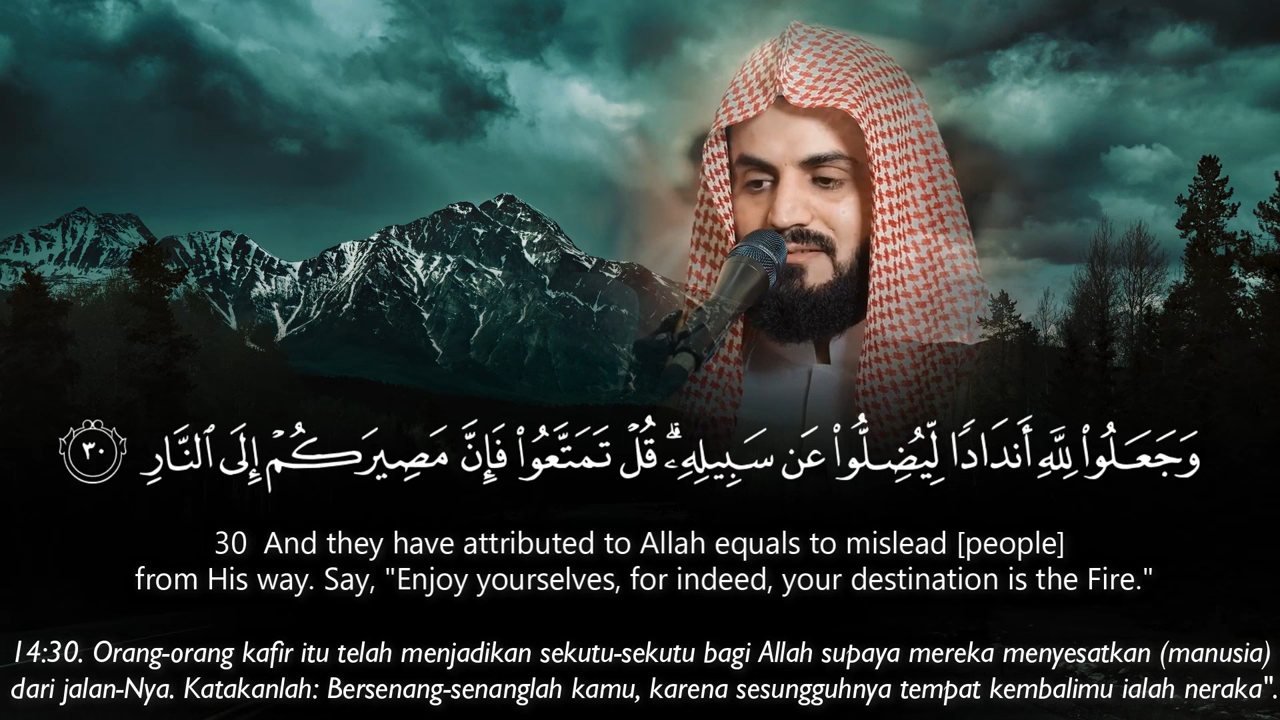 وَجَعَلُوا۟ لِلَّهِ أَندَادًا لِّيُضِلُّوا۟ عَن سَبِيلِهِۦ ۗ قُلْ تَمَتَّعُوا۟ فَإِنَّ مَصِيرَكُمْ إِلَى ٱلنَّارِ ٣٠
30 And they have attributed to Allah equals to mislead [people]
from His way. Say, "Enjoy yourselves, for indeed, your destination is the Fire."
14:30. Orang-orang kafir itu telah menjadikan sekutu-sekutu bagi Allah supaya mereka menyesatkan (manusia)
dari jalan-Nya. Katakanlah: Bersenang-senanglah kamu, karena sesungguhnya tempat kembalimu ialah neraka".